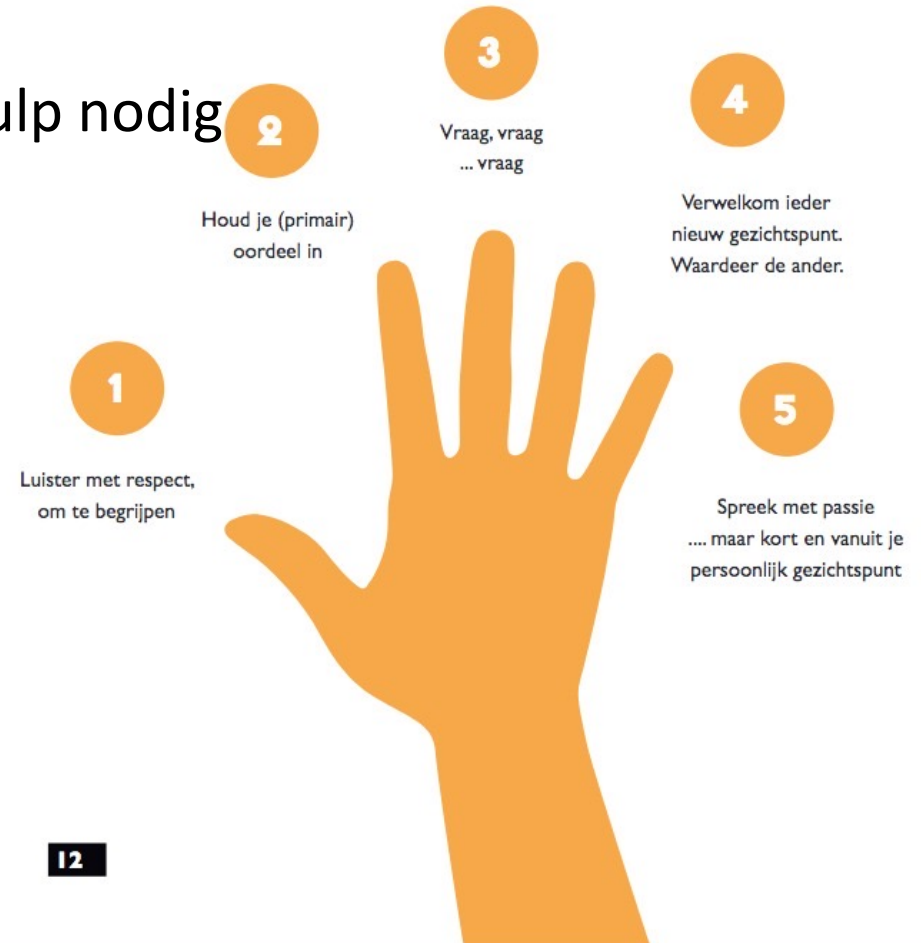 ulp nodig
1
Luister met respect,
om te begrijpen
2
Houd je (primair)
oordeel in
3
Vraag, vraag
... vraag
4
Verwelkom ieder
nieuw gezichtspunt.
Waardeer de ander.
5
Spreek met passie
.... maar kort en vanuit je
persoonlijk gezichtspunt
12